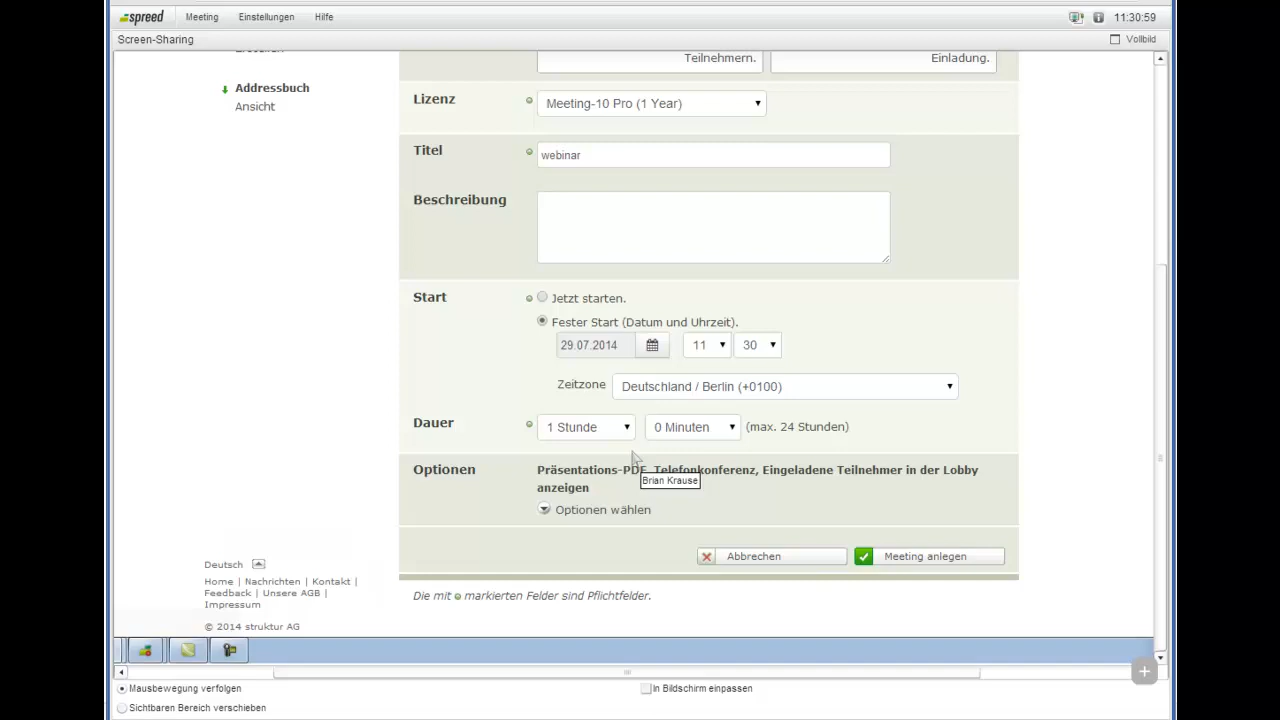 spreed Meeting Einstellungen Hilfe 11:30:59
Screen-Sharing Vollbild
Teilnehmern. Einladung.
Addressbuch
Ansicht
Lizenz Meeting-10 Pro (1 Year)
Titel webinar
Beschreibung
Start Jetzt starten.
Fester Start (Datum und Uhrzeit).
29.07.2014 11 30
Zeitzone Deutschland / Berlin (+0100)
Dauer 1 Stunde 0 Minuten (max. 24 Stunden)
Optionen Präsentations-PDF, Telefonkonferenz, Eingeladene Teilnehmer in der Lobby
anzeigen
Brian Krause
Optionen wählen
Abbrechen Meeting anlegen
Deutsch
Home | Nachrichten | Kontakt |
Feedback | Unsere AGB |
Impressum
Die mit markierten Felder sind Pflichtfelder.
© 2014 struktur AG
Mausbewegung verfolgen In Bildschirm einpassen
Sichtbaren Bereich verschieben